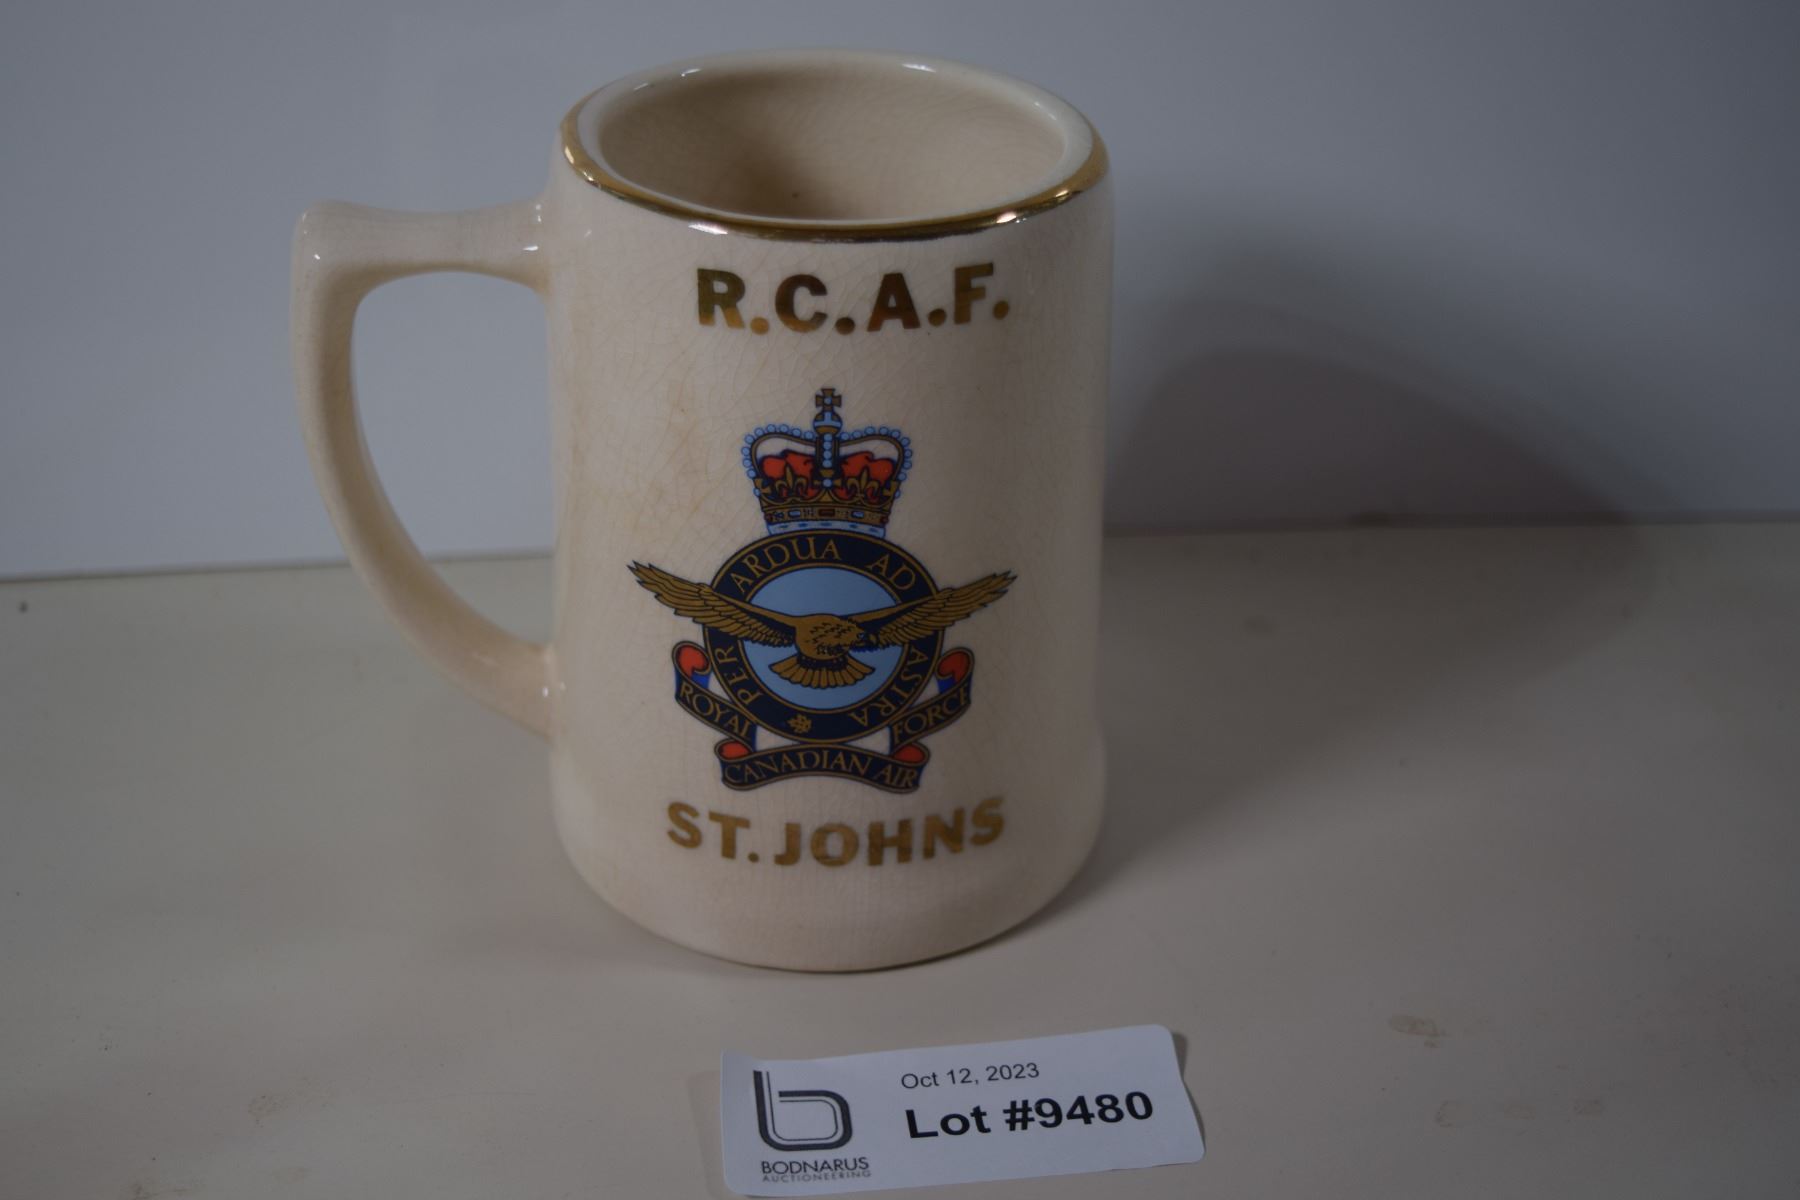 R.C.A.F.
PER ARDUA AD ASTRA
ROYAL CANADIAN AIR FORCE
ST. JOHNS
Oct 12, 2023
Lot #9480
BODNARUS
AUCTIONEERING